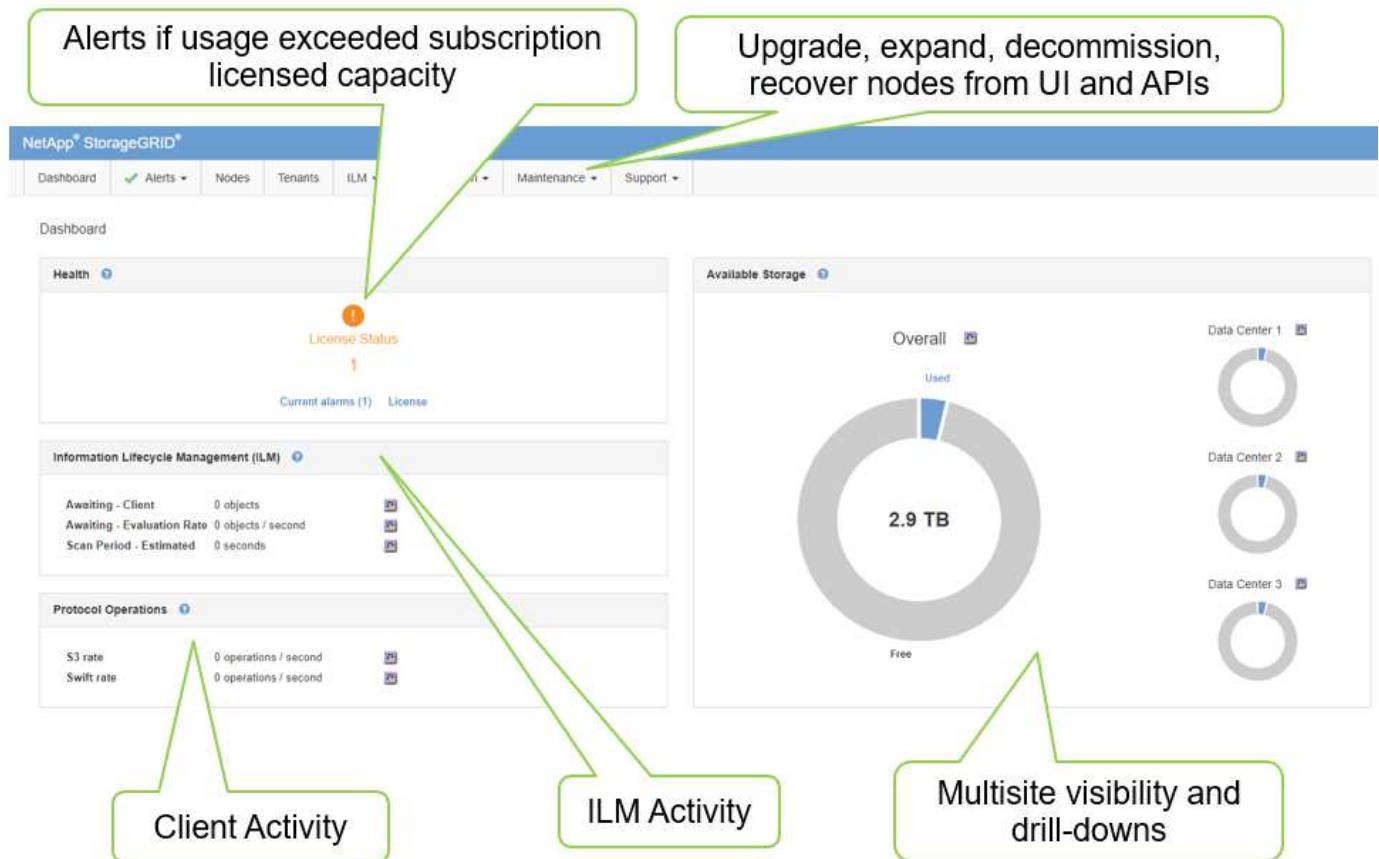 Alerts if usage exceeded subscription
licensed capacity
Upgrade, expand, decommission,
recover nodes from UI and APIs
NetApp® StorageGRID®
Dashboard Alerts Nodes Tenants ILM Maintenance Support
Dashboard
Health
License Status
1
Current alarms (1) License
Information Lifecycle Management (ILM)
Awaiting - Client 0 objects
Awaiting - Evaluation Rate 0 objects / second
Scan Period - Estimated 0 seconds
Protocol Operations
S3 rate 0 operations / second
Swift rate 0 operations / second
Available Storage
Overall
Used
2.9 TB
Free
Data Center 1
Data Center 2
Data Center 3
Client Activity
ILM Activity
Multisite visibility and
drill-downs